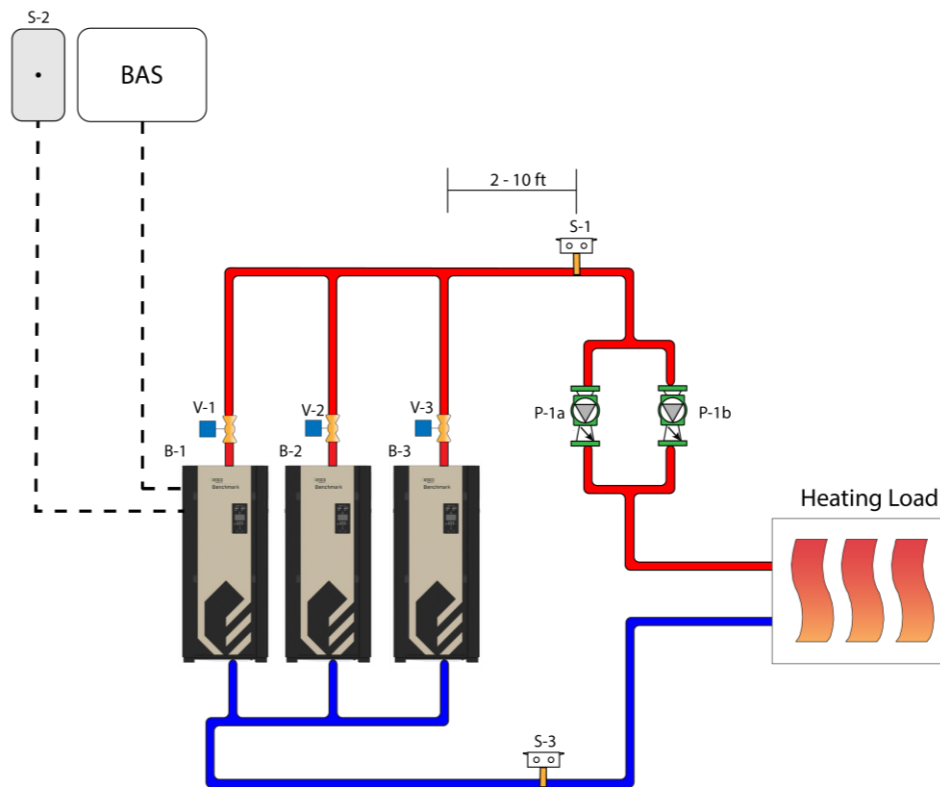 S-2
BAS
2 - 10 ft
S-1
V-1
V-2
V-3
P-1a
P-1b
B-1
B-2
B-3
Benchmark
Benchmark
Benchmark
Heating Load
S-3